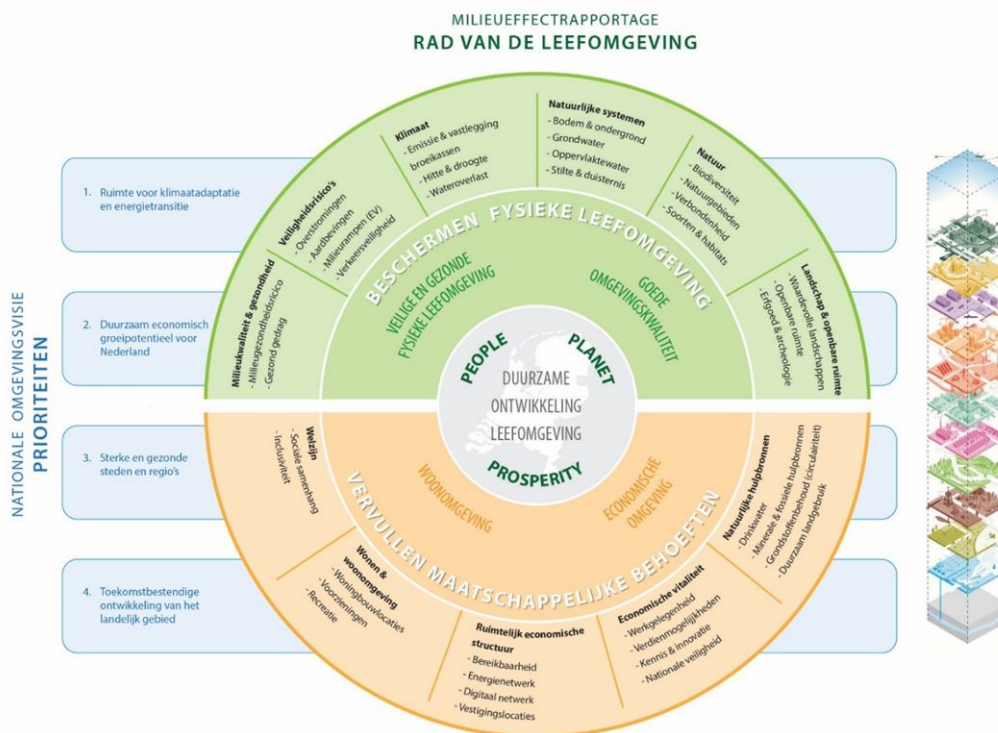 MILIEUEFFECTRAPPORTAGE
RAD VAN DE LEEFOMGEVING
NATIONALE OMGEVINGSVISIE
PRIORITEITEN
1. Ruimte voor klimaatadaptatie
en energietransitie
2. Duurzaam economisch
groeipotentieel voor
Nederland
3. Sterke en gezonde
steden en regio's
4. Toekomstbestendige
ontwikkeling van het
landelijk gebied
Milieukwaliteit & gezondheid
- Milieugezondheidsricico
- Gezond gedrag
Veiligheidsrisico's
- Overstromingen
- Aardbevingen
- Milieurampen (EV)
- Verkeersveiligheid
Klimaat
- Emissie & vastlegging
broeikassen
- Hitte & droogte
- Wateroverlast
Natuurlijke systemen
- Bodem & ondergrond
- Grondwater
- Oppervlaktewater
- Stilte & duisternis
Natuur
- Biodiversiteit
- Natuurgebieden
- Verbondenheid
- Soorten & habitats
Landschap & openbare ruimte
- Waardevolle landschappen
- Openbare ruimte
- Erfgoed & archeologie
BESCHERMEN FYSIEKE LEEFOMGEVING
VEILIGE EN GEZONDE
FYSIEKE LEEFOMGEVING
GOEDE
OMGEVINGSKWALITEIT
PEOPLE
PLANET
DUURZAME
ONTWIKKELING
LEEFOMGEVING
PROSPERITY
WOONOMGEVING
ECONOMISCHE
OMGEVING
VERVULLEN MAATSCHAPPELIJKE BEHOEFTEN
Welzijn
- Sociale samenhang
- Inclusiviteit
Wonen &
woonomgeving
- Woningbouwlocaties
- Voorzieningen
- Recreatie
Ruimtelijk economische
structuur
- Bereikbaarheid
- Energienetwerk
- Digitaal netwerk
- Vestigingslocaties
Economische vitaliteit
- Werkgelegenheid
- Verdienmogelijkheden
- Kennis & innovatie
- Nationale veiligheid
Natuurlijke hulpbronnen
- Drinkwater
- Minerale & fossiele hulpbronnen
- Grondstoffenbehoud (circulairiteit)
- Duurzaam landgebruik